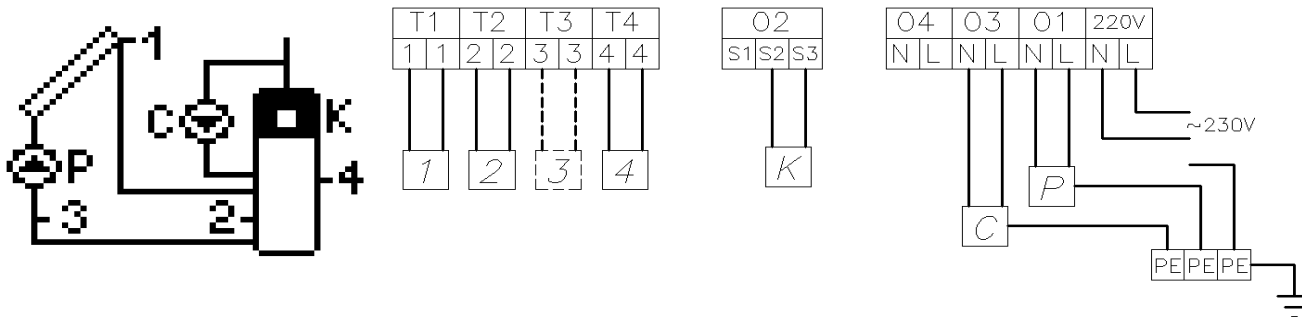 1
C K
P 4
3 2
T1 T2 T3 T4
1 1 2 2 3 3 4 4
1 2 3 4
O2
S1 S2 S3
K
O4 O3 O1 220V
N L N L N L N L
~230V
P
C
PE PE PE